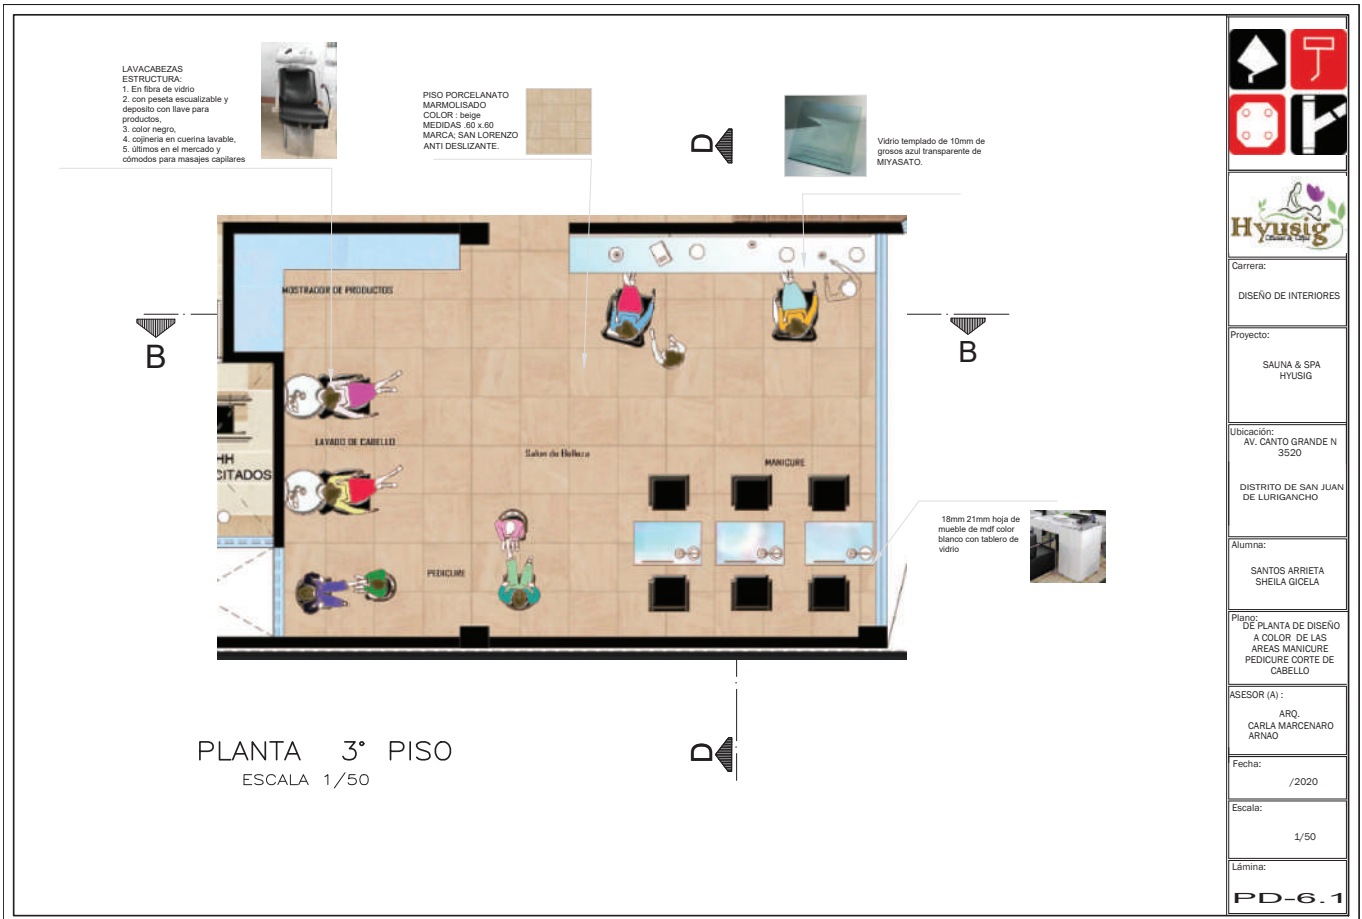 LAVACABEZAS
ESTRUCTURA:
1. En fibra de vidrio
2. con peseta escualizable y
deposito con llave para
productos,
3. color negro,
4. cojineria en cuerina lavable,
5. últimos en el mercado y
cómodos para masajes capilares
PISO PORCELANATO
MARMOLISADO
COLOR : beige
MEDIDAS .60 x.60
MARCA; SAN LORENZO
ANTI DESLIZANTE.
D
Vidrio templado de 10mm de
grosos azul transparente de
MIYASATO.
MOSTRADOR DE PRODUCTOS
B
B
LAVADO DE CABELLO
Salon de Belleza
MANICURE
HH
CITADOS
18mm 21mm hoja de
mueble de mdf color
blanco con tablero de
vidrio
PEDICURE
D
PLANTA 3° PISO
ESCALA 1/50
Hyusig
Carrera:
DISEÑO DE INTERIORES
Proyecto:
SAUNA & SPA
HYUSIG
Ubicación:
AV. CANTO GRANDE N
3520
DISTRITO DE SAN JUAN
DE LURIGANCHO
Alumna:
SANTOS ARRIETA
SHEILA GICELA
Plano:
DE PLANTA DE DISEÑO
A COLOR DE LAS
AREAS MANICURE
PEDICURE CORTE DE
CABELLO
ASESOR (A) :
ARQ.
CARLA MARCENARO
ARNAO
Fecha:
/2020
Escala:
1/50
Lámina:
PD-6.1